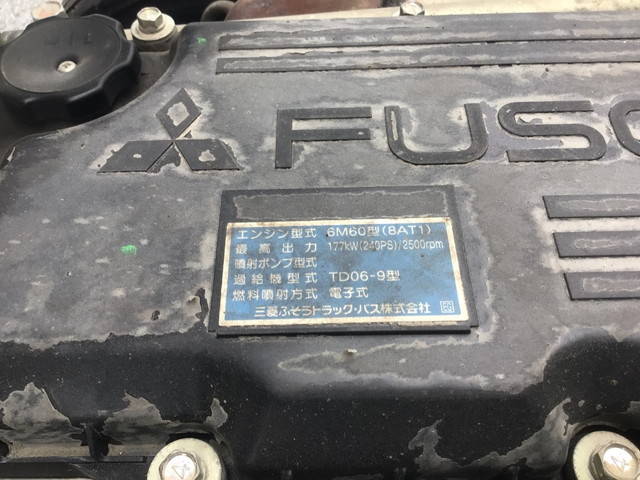 FUSO
エンジン型式 6M60型(8AT1)
最高出力 177kW(240PS)/2500rpm
噴射ポンプ型式
過給機型式 TD06-9型
燃料噴射方式 電子式
三菱ふそうトラック・バス株式会社